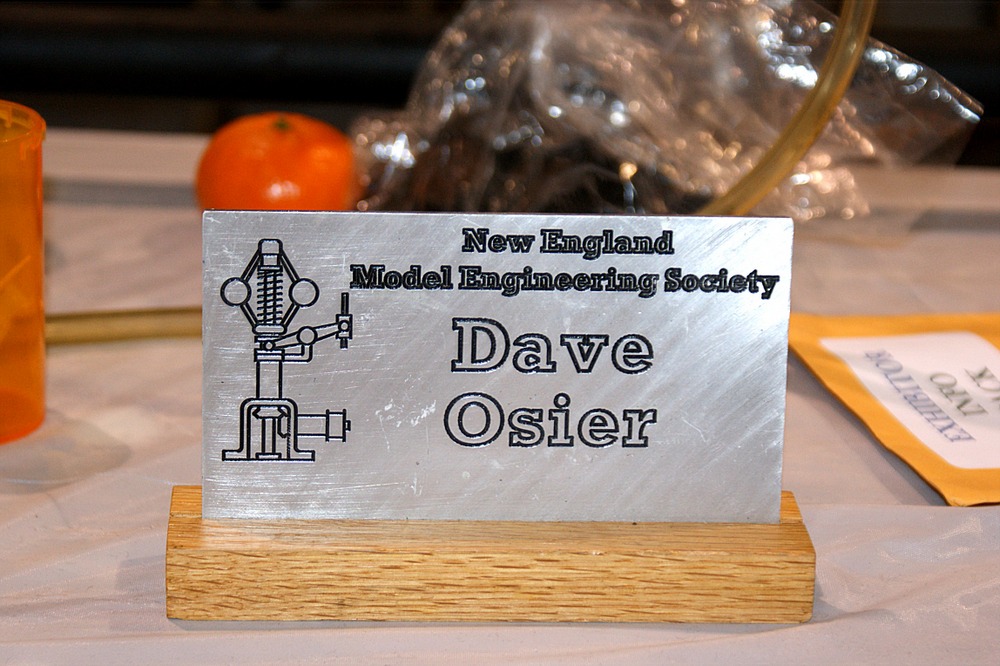 New England
Model Engineering Society
Dave
Osier
EXHIBITOR
INFO